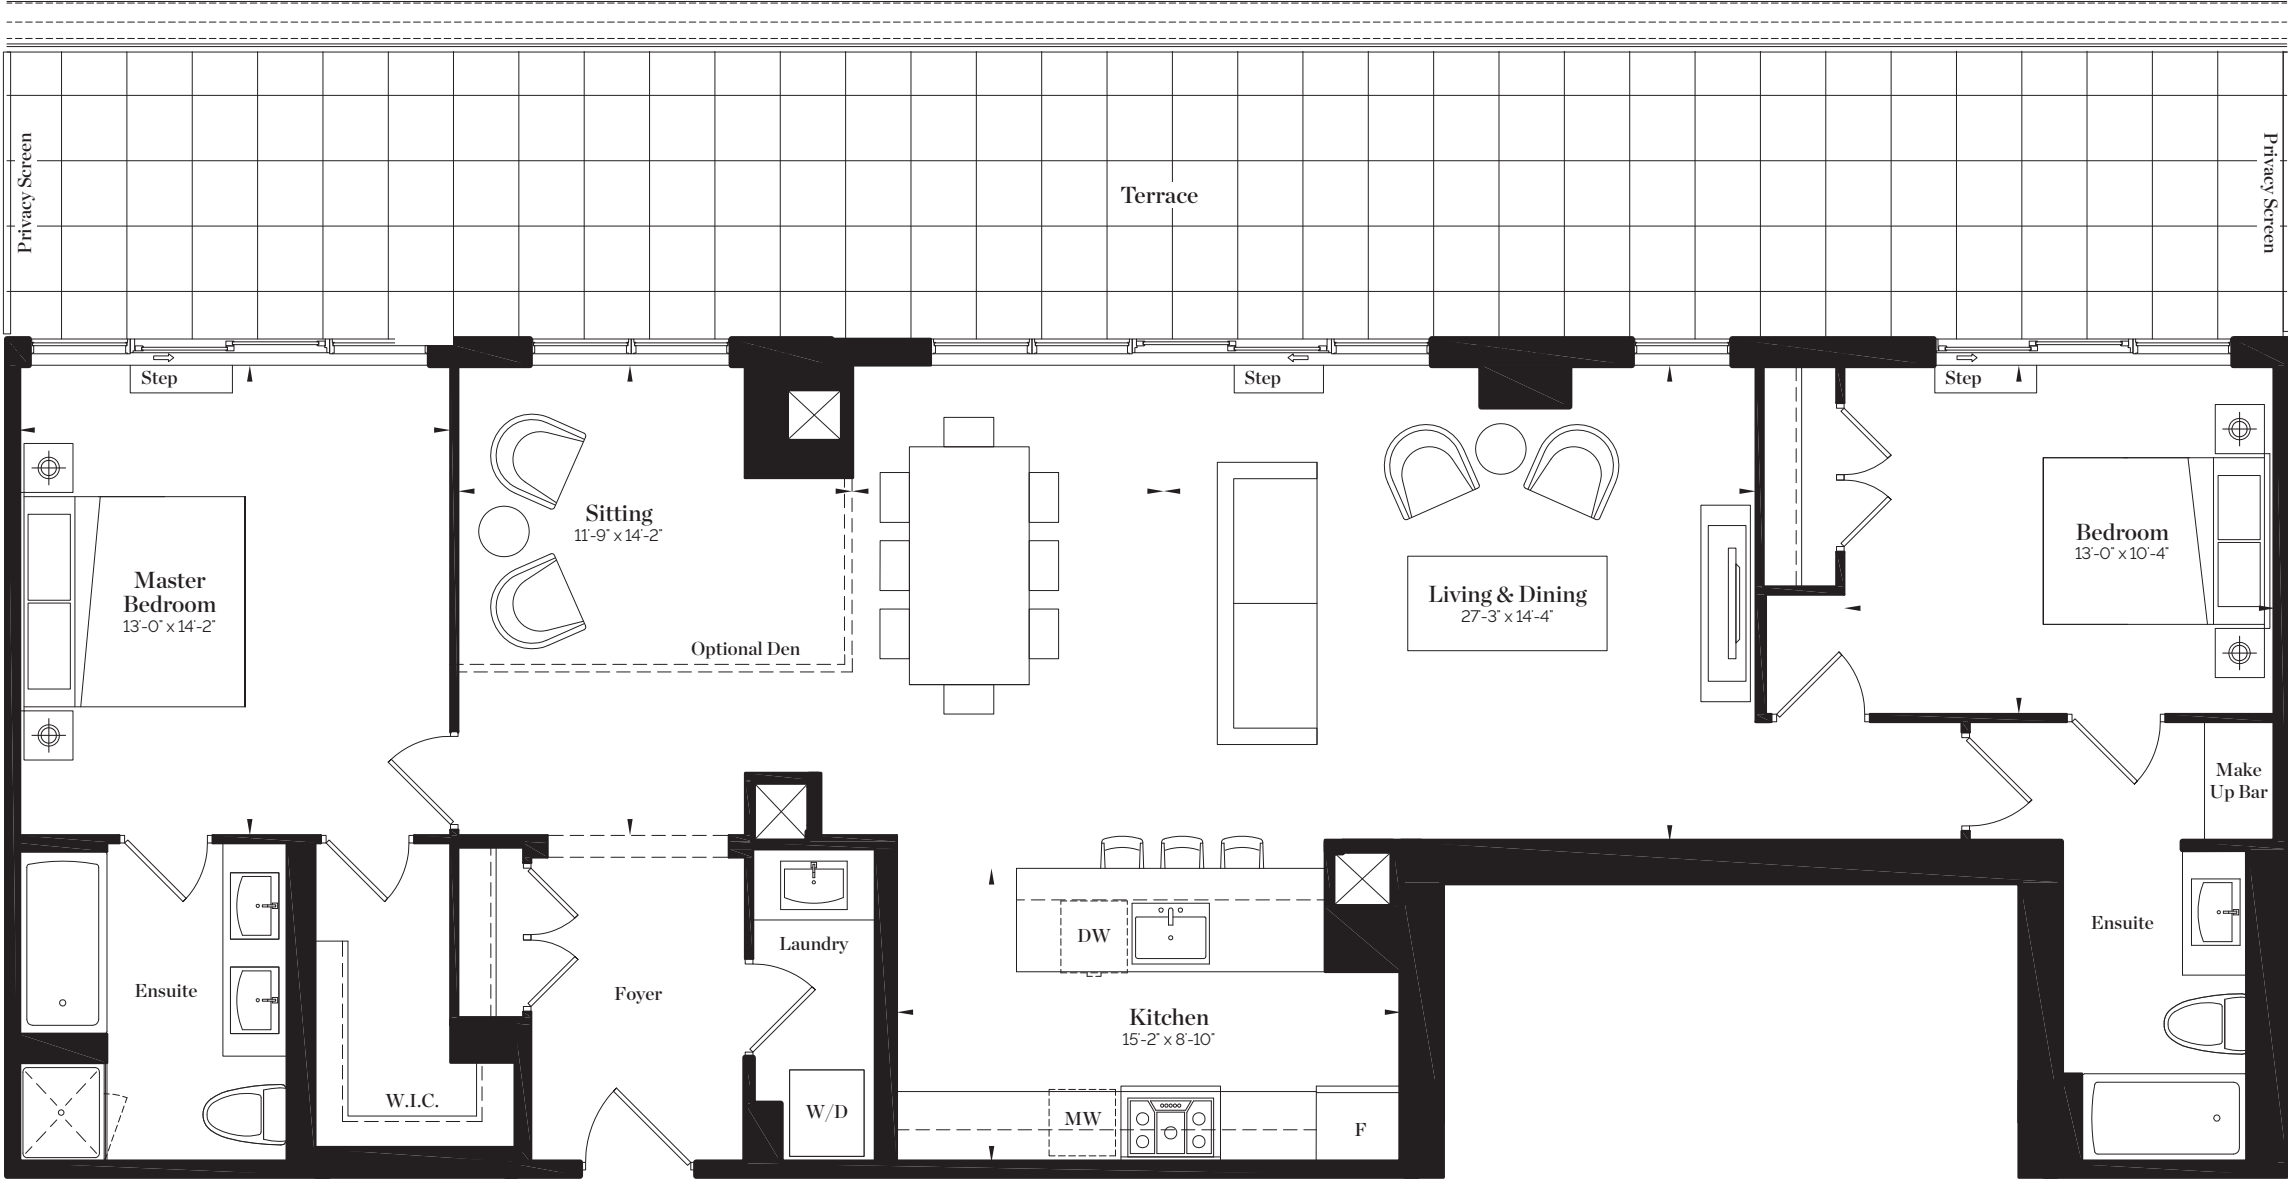 Privacy Screen
Terrace
Privacy Screen
Step
Step
Step
Sitting
11'-9" x 14'-2"
Bedroom
13'-0" x 10'-4"
Master
Bedroom
13'-0" x 14'-2"
Living & Dining
27'-3" x 14'-4"
Optional Den
Make
Up Bar
Ensuite
Laundry
DW
Ensuite
Foyer
Kitchen
15'-2" x 8'-10"
W.I.C.
W/D
MW
F